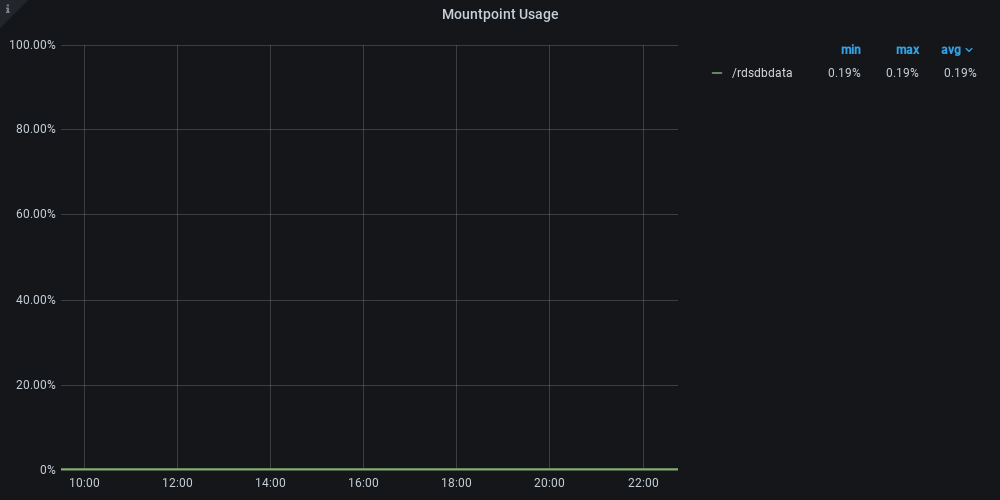 i
Mountpoint Usage
100.00%
80.00%
60.00%
40.00%
20.00%
0%
10:00 12:00 14:00 16:00 18:00 20:00 22:00
min max avg
/rdsdbdata 0.19% 0.19% 0.19%